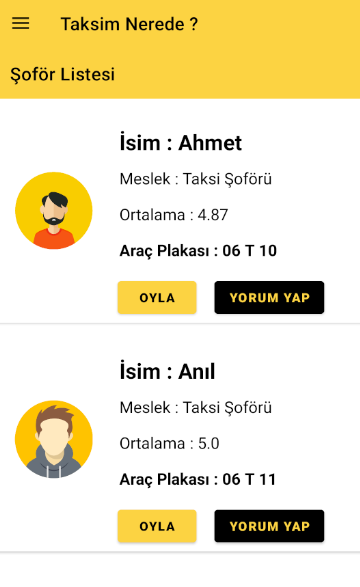 Taksim Nerede ?
Şoför Listesi
İsim : Ahmet
Meslek : Taksi Şoförü
Ortalama : 4.87
Araç Plakası : 06 T 10
OYLA YORUM YAP
İsim : Anıl
Meslek : Taksi Şoförü
Ortalama : 5.0
Araç Plakası : 06 T 11
OYLA YORUM YAP